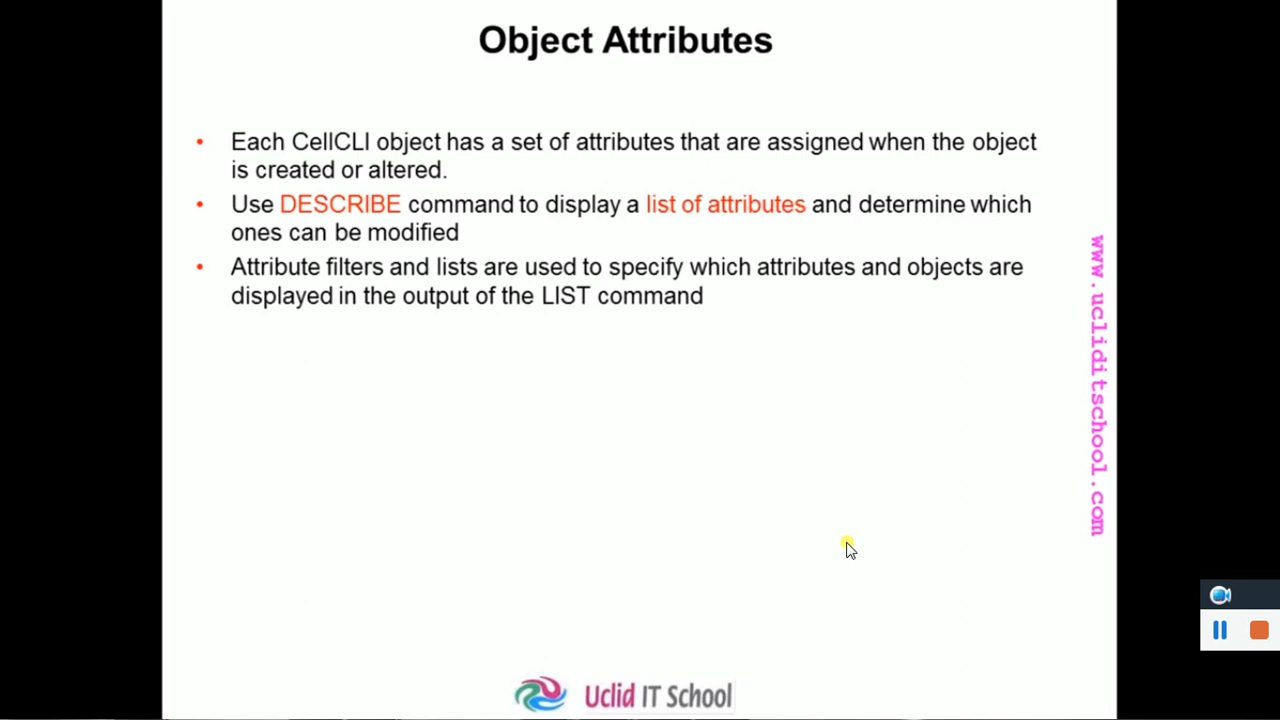 Object Attributes
• Each CellCLI object has a set of attributes that are assigned when the object
is created or altered.
• Use DESCRIBE command to display a list of attributes and determine which
ones can be modified
• Attribute filters and lists are used to specify which attributes and objects are
displayed in the output of the LIST command
www.ucliditschool.com
Uclid IT School